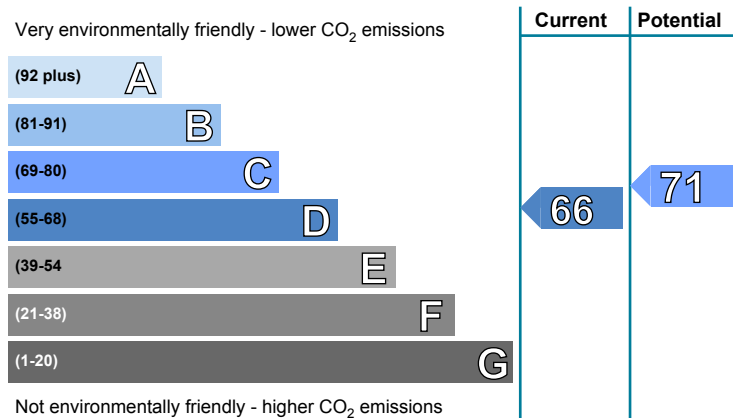 Current Potential
Very environmentally friendly - lower CO2 emissions
(92 plus) A
(81-91) B
(69-80) C
71
(55-68) D
66
(39-54 E
(21-38) F
(1-20) G
Not environmentally friendly - higher CO2 emissions